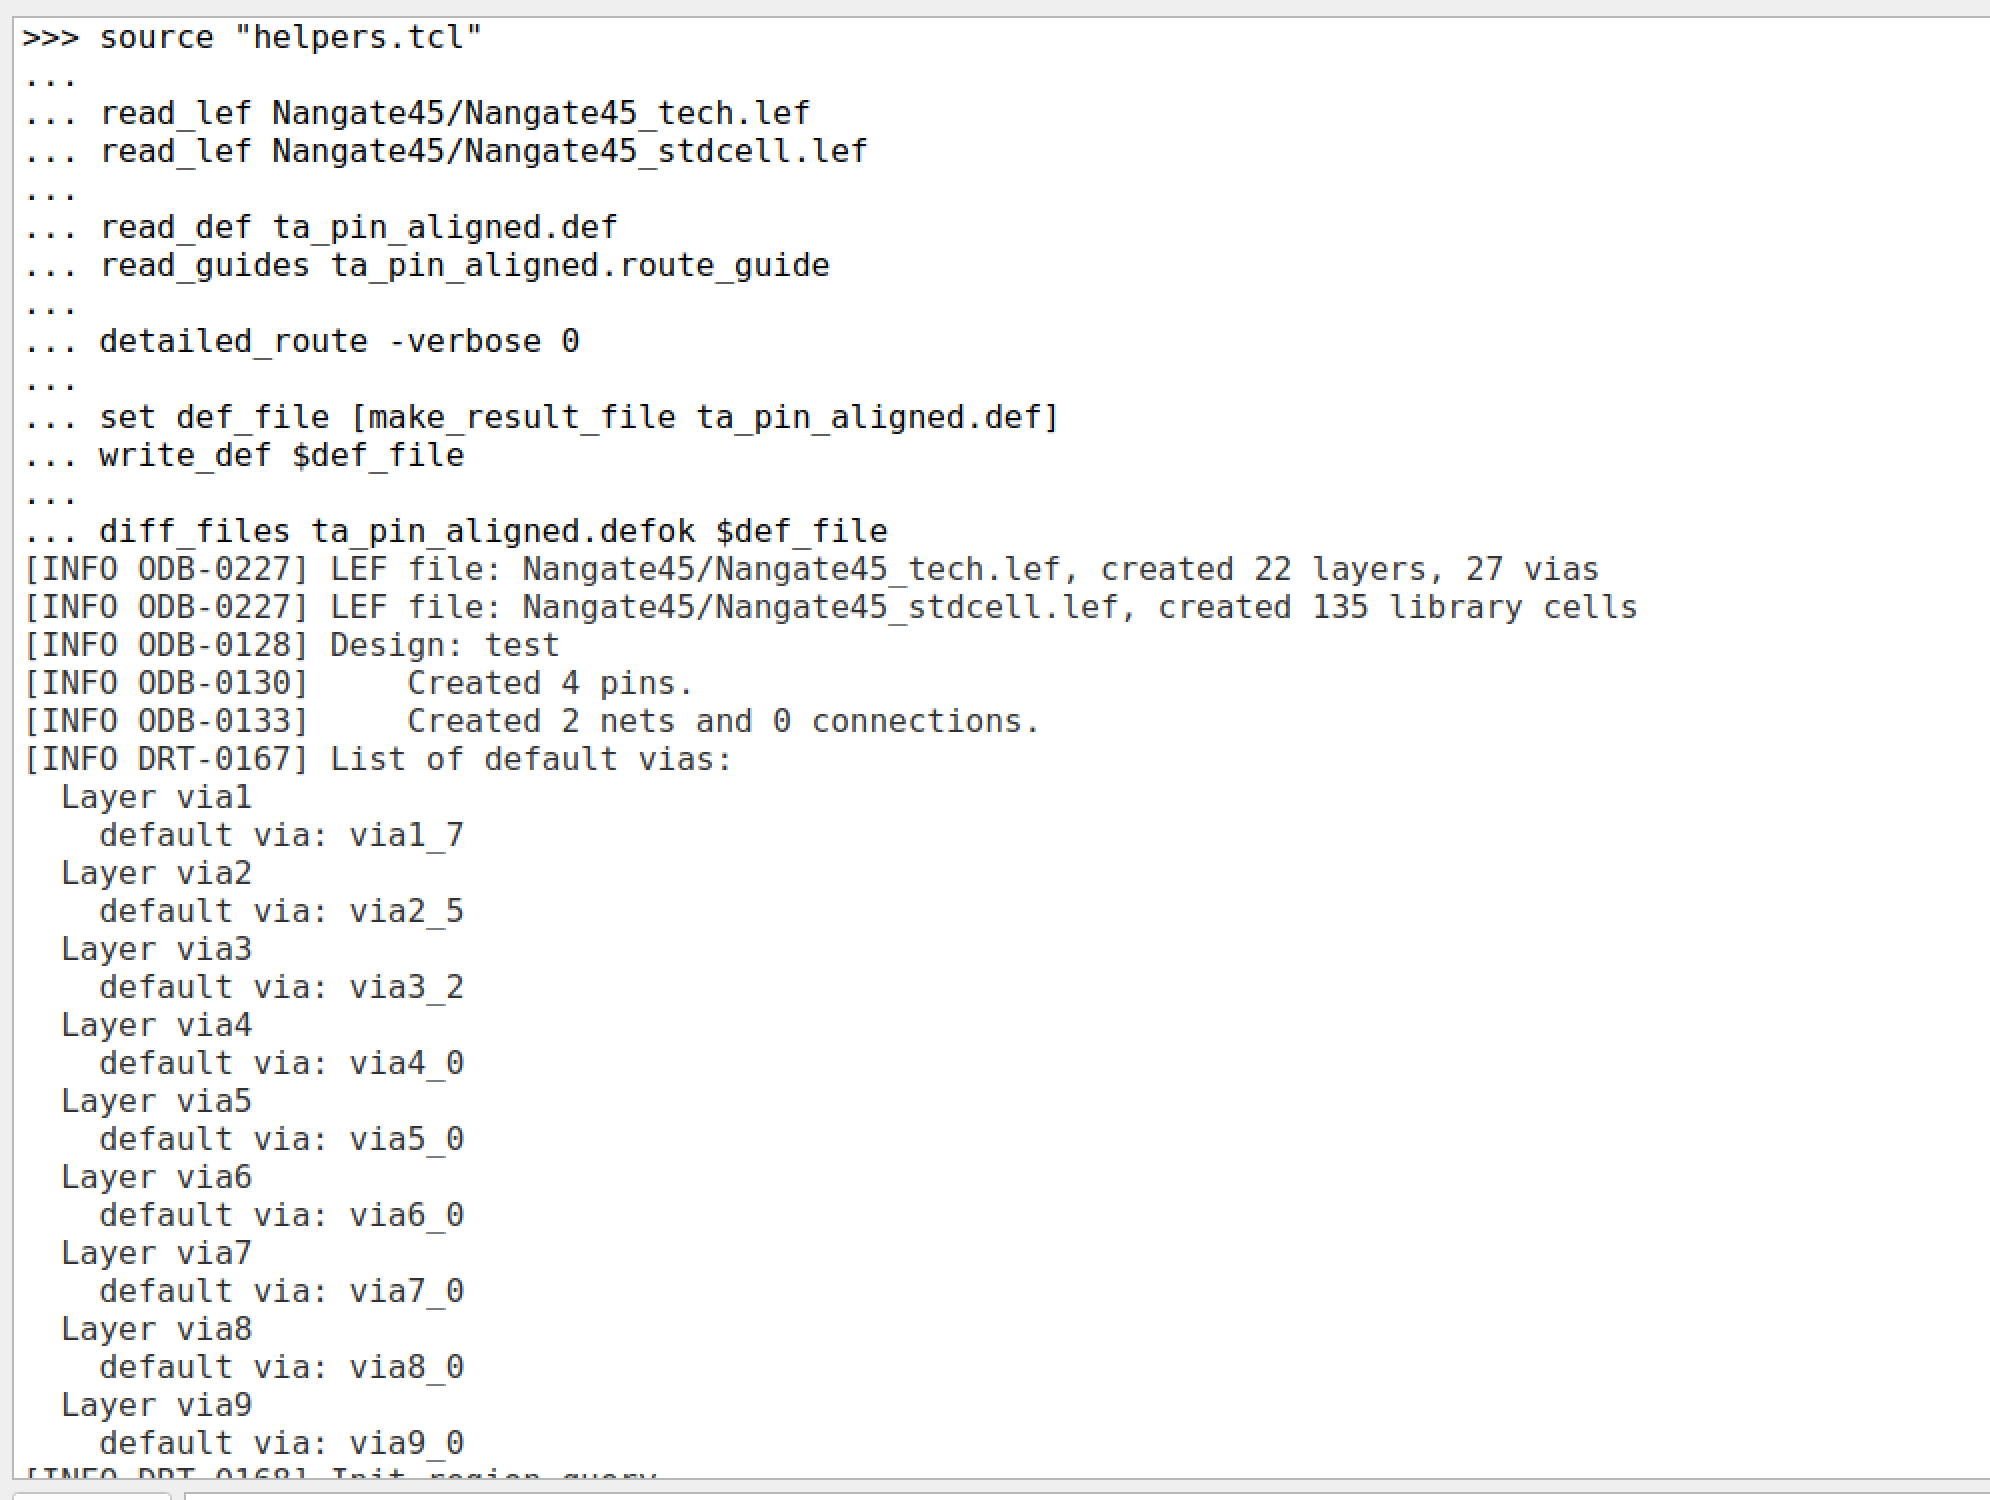 >>> source "helpers.tcl"
...
... read_lef Nangate45/Nangate45_tech.lef
... read_lef Nangate45/Nangate45_stdcell.lef
...
... read_def ta_pin_aligned.def
... read_guides ta_pin_aligned.route_guide
...
... detailed_route -verbose 0
...
... set def_file [make_result_file ta_pin_aligned.def]
... write_def $def_file
...
... diff_files ta_pin_aligned.defok $def_file
[INFO ODB-0227] LEF file: Nangate45/Nangate45_tech.lef, created 22 layers, 27 vias
[INFO ODB-0227] LEF file: Nangate45/Nangate45_stdcell.lef, created 135 library cells
[INFO ODB-0128] Design: test
[INFO ODB-0130]     Created 4 pins.
[INFO ODB-0133]     Created 2 nets and 0 connections.
[INFO DRT-0167] List of default vias:
  Layer via1
    default via: via1_7
  Layer via2
    default via: via2_5
  Layer via3
    default via: via3_2
  Layer via4
    default via: via4_0
  Layer via5
    default via: via5_0
  Layer via6
    default via: via6_0
  Layer via7
    default via: via7_0
  Layer via8
    default via: via8_0
  Layer via9
    default via: via9_0
[INFO DRT-0168] Init region query